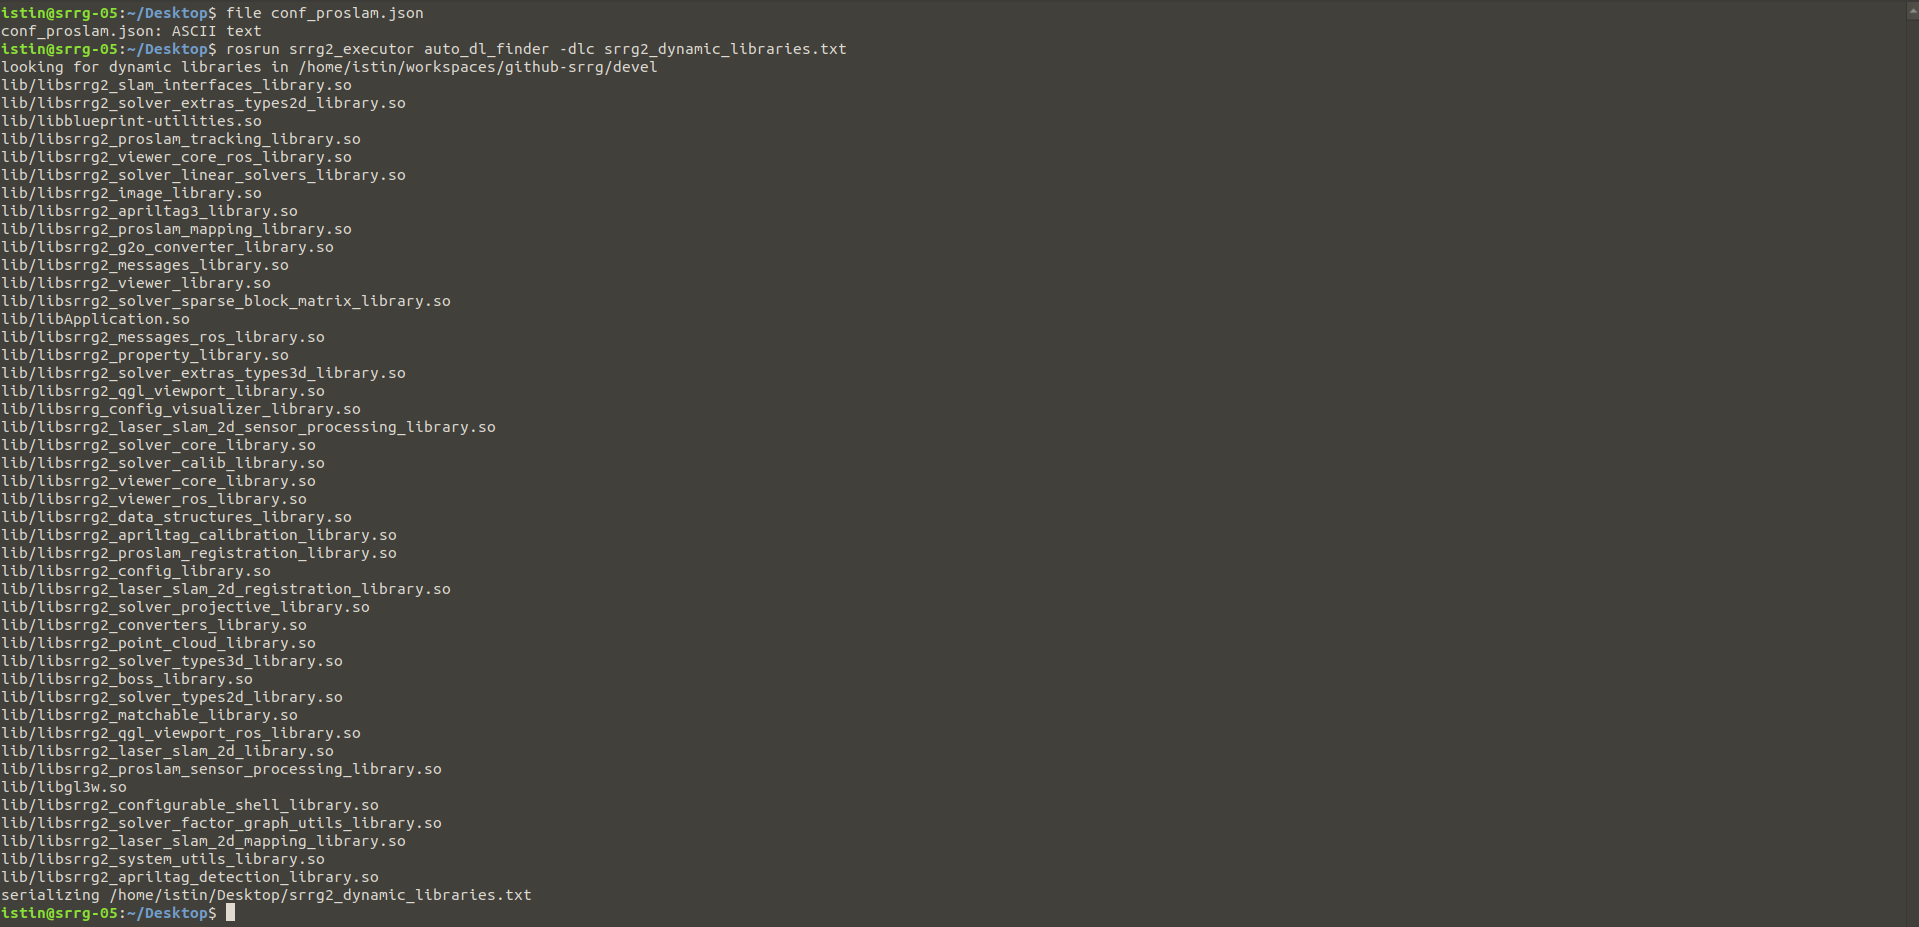 istin@srrg-05:~/Desktop$ file conf_proslam.json
conf_proslam.json: ASCII text
istin@srrg-05:~/Desktop$ rosrun srrg2_executor auto_dl_finder -dlc srrg2_dynamic_libraries.txt
looking for dynamic libraries in /home/istin/workspaces/github-srrg/devel
lib/libsrrg2_slam_interfaces_library.so
lib/libsrrg2_solver_extras_types2d_library.so
lib/libblueprint-utilities.so
lib/libsrrg2_proslam_tracking_library.so
lib/libsrrg2_viewer_core_ros_library.so
lib/libsrrg2_solver_linear_solvers_library.so
lib/libsrrg2_image_library.so
lib/libsrrg2_apriltag3_library.so
lib/libsrrg2_proslam_mapping_library.so
lib/libsrrg2_g2o_converter_library.so
lib/libsrrg2_messages_library.so
lib/libsrrg2_viewer_library.so
lib/libsrrg2_solver_sparse_block_matrix_library.so
lib/libApplication.so
lib/libsrrg2_messages_ros_library.so
lib/libsrrg2_property_library.so
lib/libsrrg2_solver_extras_types3d_library.so
lib/libsrrg2_qgl_viewport_library.so
lib/libsrrg_config_visualizer_library.so
lib/libsrrg2_laser_slam_2d_sensor_processing_library.so
lib/libsrrg2_solver_core_library.so
lib/libsrrg2_solver_calib_library.so
lib/libsrrg2_viewer_core_library.so
lib/libsrrg2_viewer_ros_library.so
lib/libsrrg2_data_structures_library.so
lib/libsrrg2_apriltag_calibration_library.so
lib/libsrrg2_proslam_registration_library.so
lib/libsrrg2_config_library.so
lib/libsrrg2_laser_slam_2d_registration_library.so
lib/libsrrg2_solver_projective_library.so
lib/libsrrg2_converters_library.so
lib/libsrrg2_point_cloud_library.so
lib/libsrrg2_solver_types3d_library.so
lib/libsrrg2_boss_library.so
lib/libsrrg2_solver_types2d_library.so
lib/libsrrg2_matchable_library.so
lib/libsrrg2_qgl_viewport_ros_library.so
lib/libsrrg2_laser_slam_2d_library.so
lib/libsrrg2_proslam_sensor_processing_library.so
lib/libgl3w.so
lib/libsrrg2_configurable_shell_library.so
lib/libsrrg2_solver_factor_graph_utils_library.so
lib/libsrrg2_laser_slam_2d_mapping_library.so
lib/libsrrg2_system_utils_library.so
lib/libsrrg2_apriltag_detection_library.so
serializing /home/istin/Desktop/srrg2_dynamic_libraries.txt
istin@srrg-05:~/Desktop$